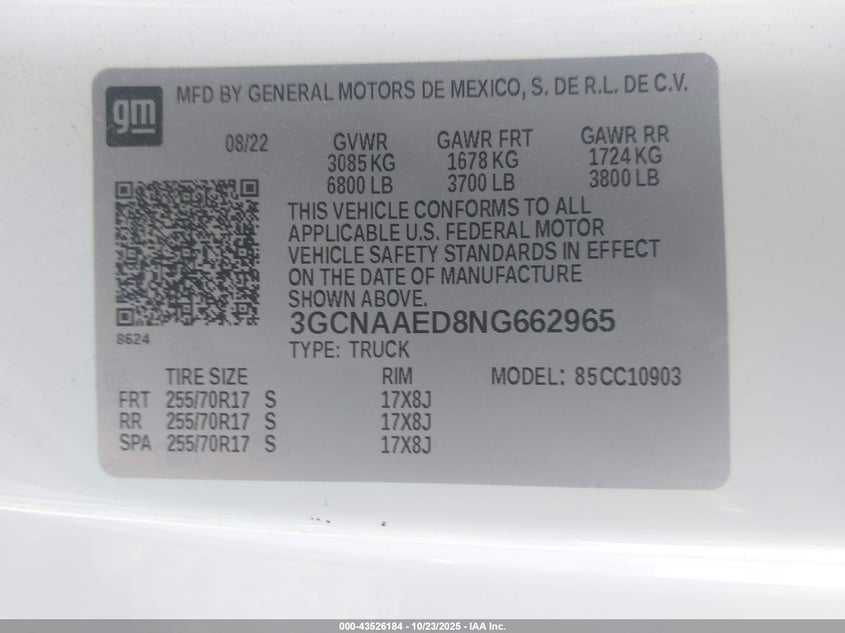 gm
MFD BY GENERAL MOTORS DE MEXICO, S. DE R.L. DE C.V.
08/22 GVWR GAWR FRT GAWR RR
3085 KG 1678 KG 1724 KG
6800 LB 3700 LB 3800 LB
THIS VEHICLE CONFORMS TO ALL
APPLICABLE U.S. FEDERAL MOTOR
VEHICLE SAFETY STANDARDS IN EFFECT
ON THE DATE OF MANUFACTURE
SHOWN ABOVE.
3GCNAAED8NG662965
8624
TYPE: TRUCK
TIRE SIZE RIM MODEL: 85CC10903
FRT 255/70R17 S 17X8J
RR 255/70R17 S 17X8J
SPA 255/70R17 S 17X8J
000-43526184 - 10/23/2025 - IAA Inc.